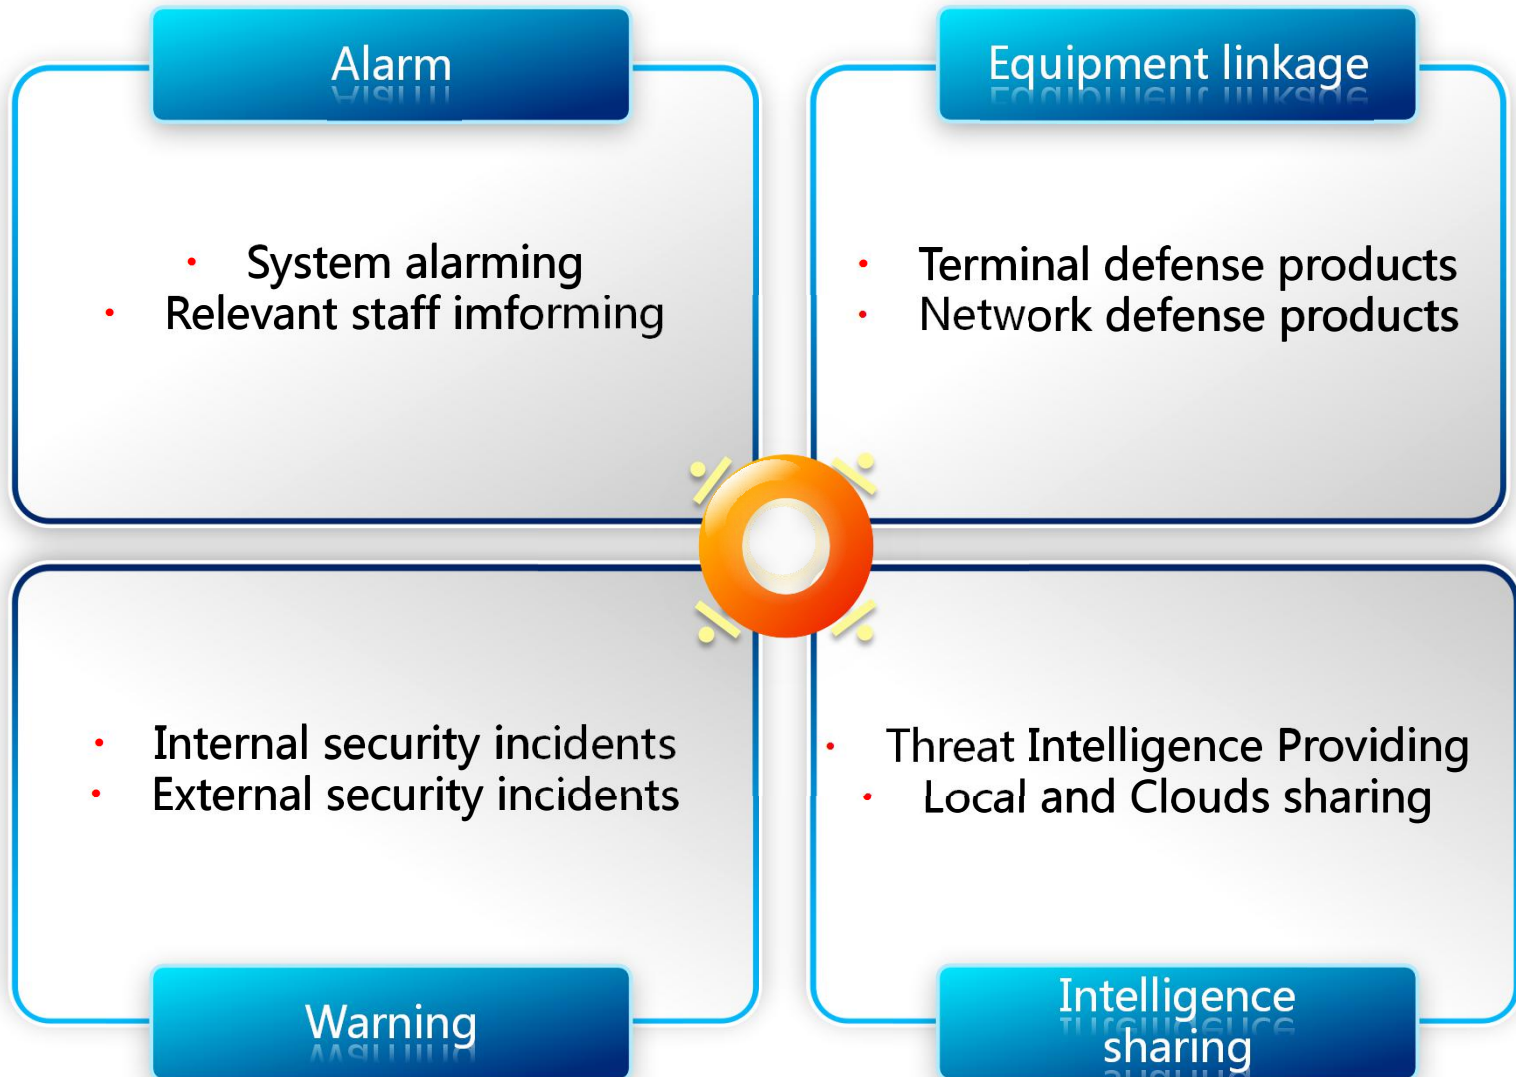 Alarm
• System alarming
• Relevant staff imforming
Equipment linkage
• Terminal defense products
• Network defense products
• Internal security incidents
• External security incidents
Warning
• Threat Intelligence Providing
• Local and Clouds sharing
Intelligence
sharing